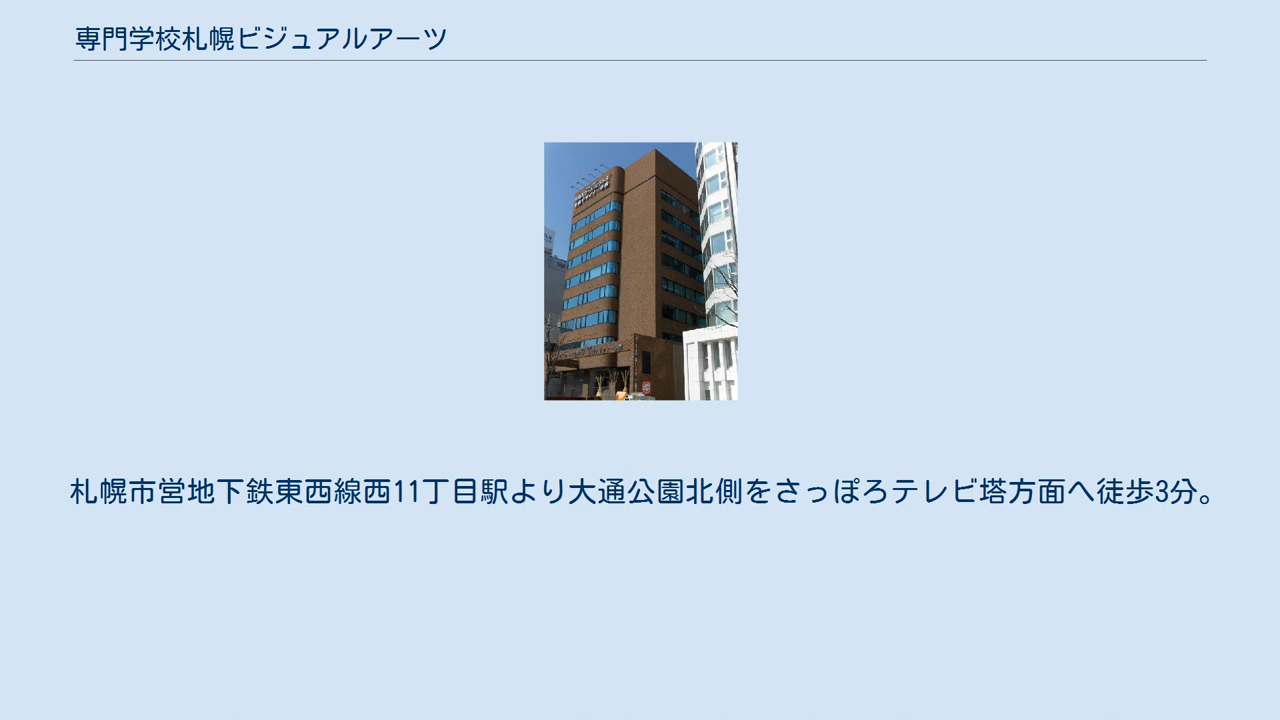 専門学校札幌ビジュアルアーツ
札幌市営地下鉄東西線西11丁目駅より大通公園北側をさっぽろテレビ塔方面へ徒歩3分。